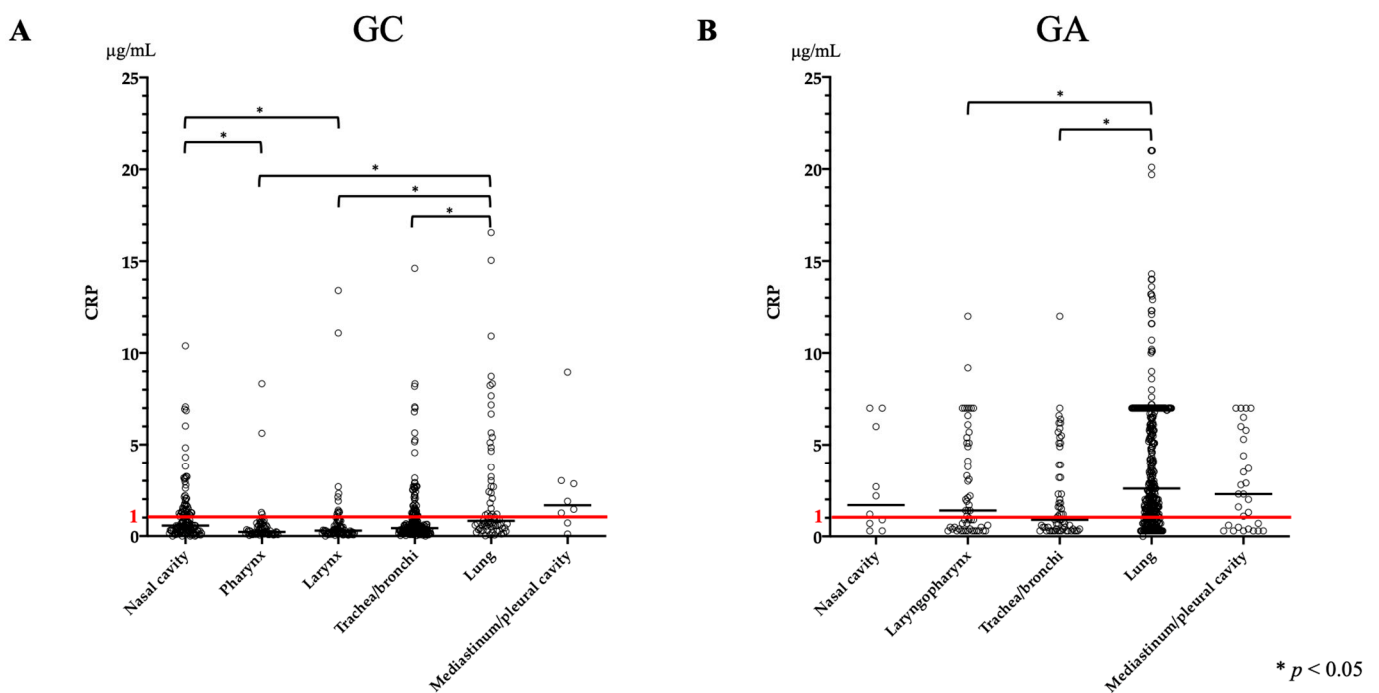 A
GC
µg/mL
25
20
15
10
5
1
0
CRP
*
*
*
*
*
Nasal cavity
Pharynx
Larynx
Trachea/bronchi
Lung
Mediastinum/pleural cavity
B
GA
µg/mL
25
20
15
10
5
1
0
CRP
*
*
Nasal cavity
Laryngopharynx
Trachea/bronchi
Lung
Mediastinum/pleural cavity
* p < 0.05